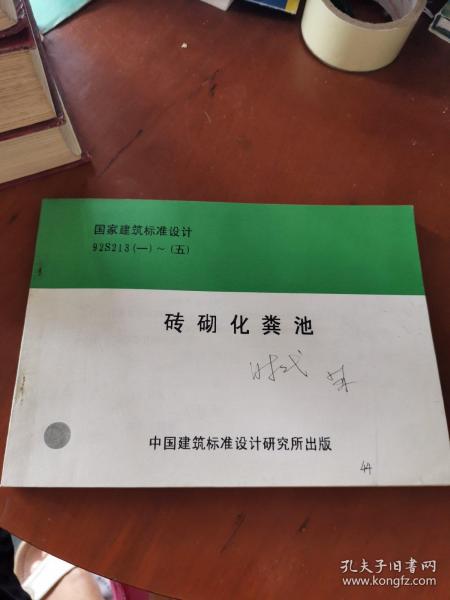 国家建筑标准设计
92S213(一)~(五)
砖砌化粪池
中国建筑标准设计研究所出版
44
孔夫子旧书网
www.kongfz.com